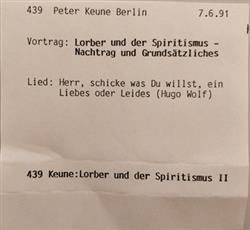 439 Peter Keune Berlin 7.6.91
Vortrag: Lorber und der Spiritismus -
Nachtrag und Grundsätzliches
Lied: Herr, schicke was Du willst, ein
Liebes oder Leides (Hugo Wolf)
439 Keune:Lorber und der Spiritismus II